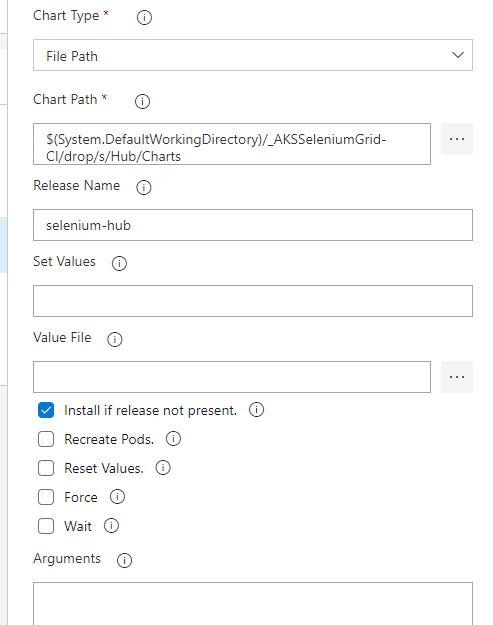 Chart Type *
File Path
Chart Path *
$(System.DefaultWorkingDirectory)/_AKSSeleniumGrid-
CI/drop/s/Hub/Charts
Release Name
selenium-hub
Set Values
Value File
Install if release not present.
Recreate Pods.
Reset Values.
Force
Wait
Arguments